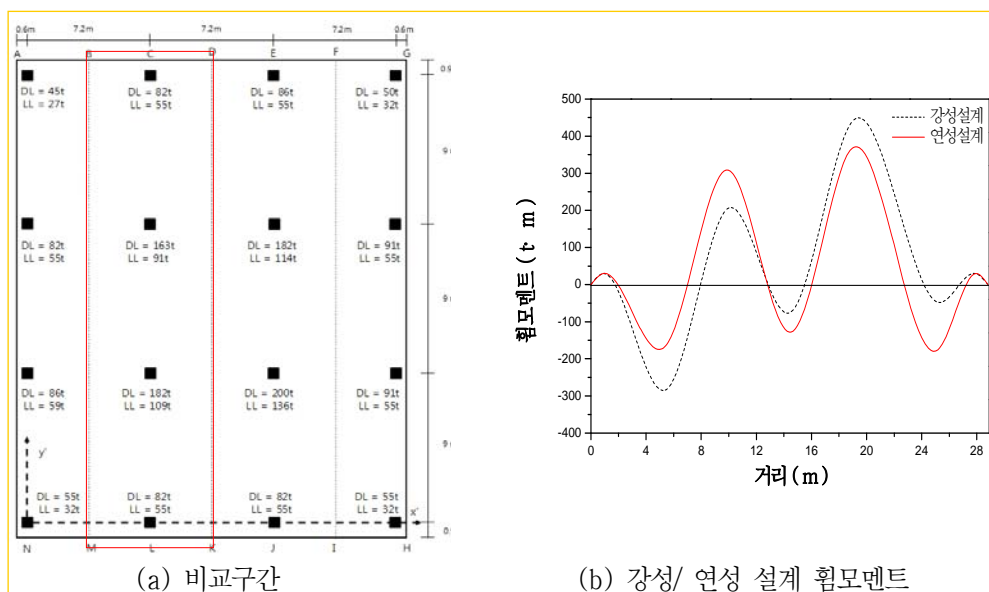 0.6m 7.2m 7.2m 7.2m 0.6m
A B C D E F G
DL = 45t DL = 82t DL = 86t DL = 50t
LL = 27t LL = 55t LL = 55t LL = 32t
DL = 82t DL = 163t DL = 182t DL = 91t
LL = 55t LL = 91t LL = 114t LL = 55t
DL = 86t DL = 182t DL = 200t DL = 91t
LL = 59t LL = 109t LL = 136t LL = 55t
y'
DL = 55t DL = 82t DL = 82t DL = 55t
LL = 32t LL = 55t LL = 55t LL = 32t
x'
N M L K J I H
(a) 비교구간
500
400
300
200
100
0
-100
-200
-300
-400
휨모멘트(t m)
강성설계
연성설계
0 4 8 12 16 20 24 28
거리(m)
(b) 강성/ 연성 설계 휨모멘트